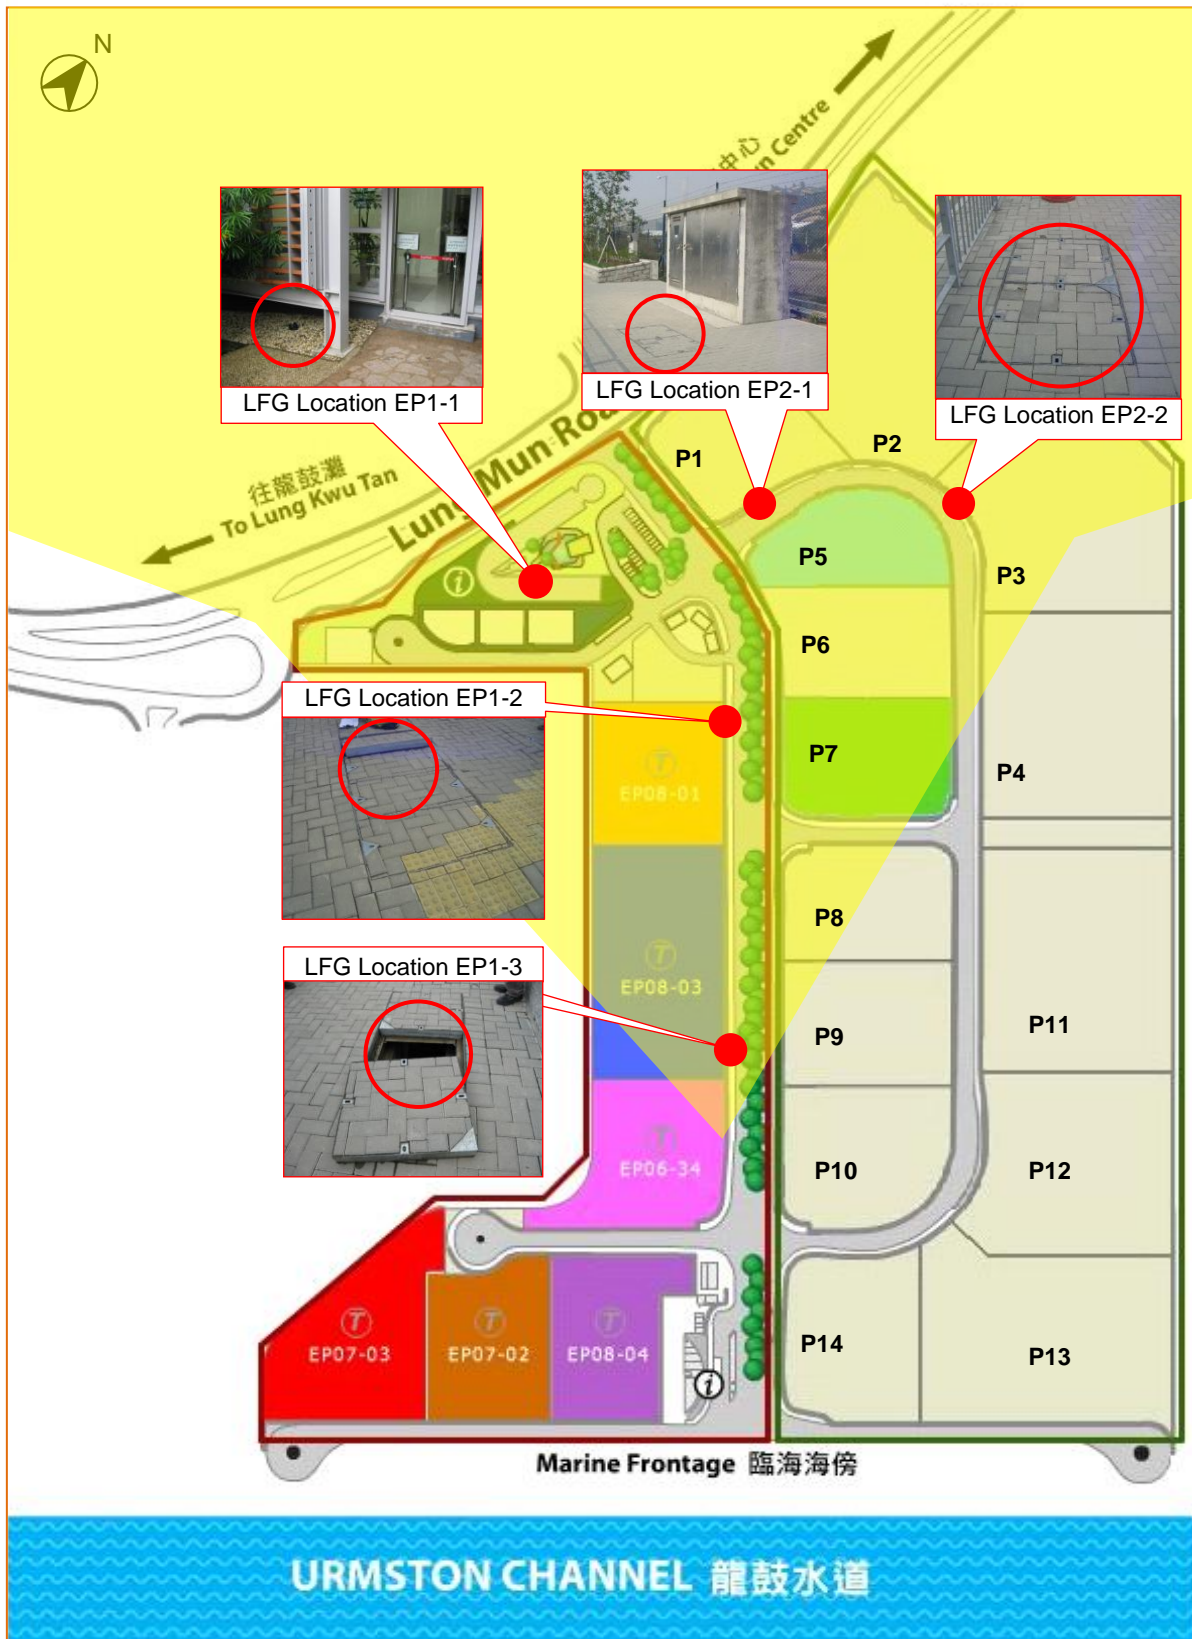 N
中心
Centre
LFG Location EP1-1
LFG Location EP2-1
LFG Location EP2-2
往龍鼓灘
To Lung Kwu Tan
Lung Mun Roa
P1
P2
P3
P4
P5
P6
P7
P8
P9
P10
P11
P12
P13
P14
i
LFG Location EP1-2
T
EP08-01
LFG Location EP1-3
T
EP08-03
T
EP06-34
T
EP07-03
T
EP07-02
T
EP08-04
i
Marine Frontage 臨海海傍
URMSTON CHANNEL 龍鼓水道